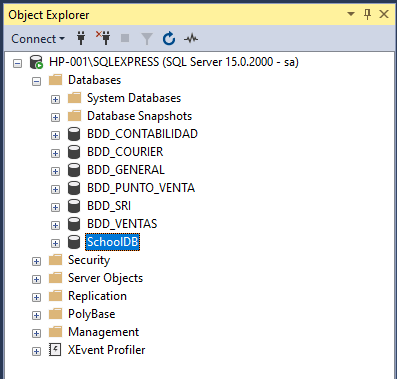 Object Explorer
Connect
HP-001\SQLEXPRESS (SQL Server 15.0.2000 - sa)
Databases
System Databases
Database Snapshots
BDD_CONTABILIDAD
BDD_COURIER
BDD_GENERAL
BDD_PUNTO_VENTA
BDD_SRI
BDD_VENTAS
SchoolDB
Security
Server Objects
Replication
PolyBase
Management
XEvent Profiler